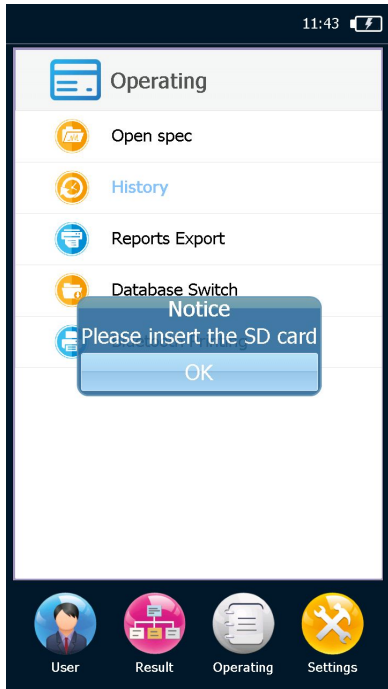 11:43
Operating
Open spec
History
Reports Export
Database Switch
Notice
Please insert the SD card
OK
User
Result
Operating
Settings